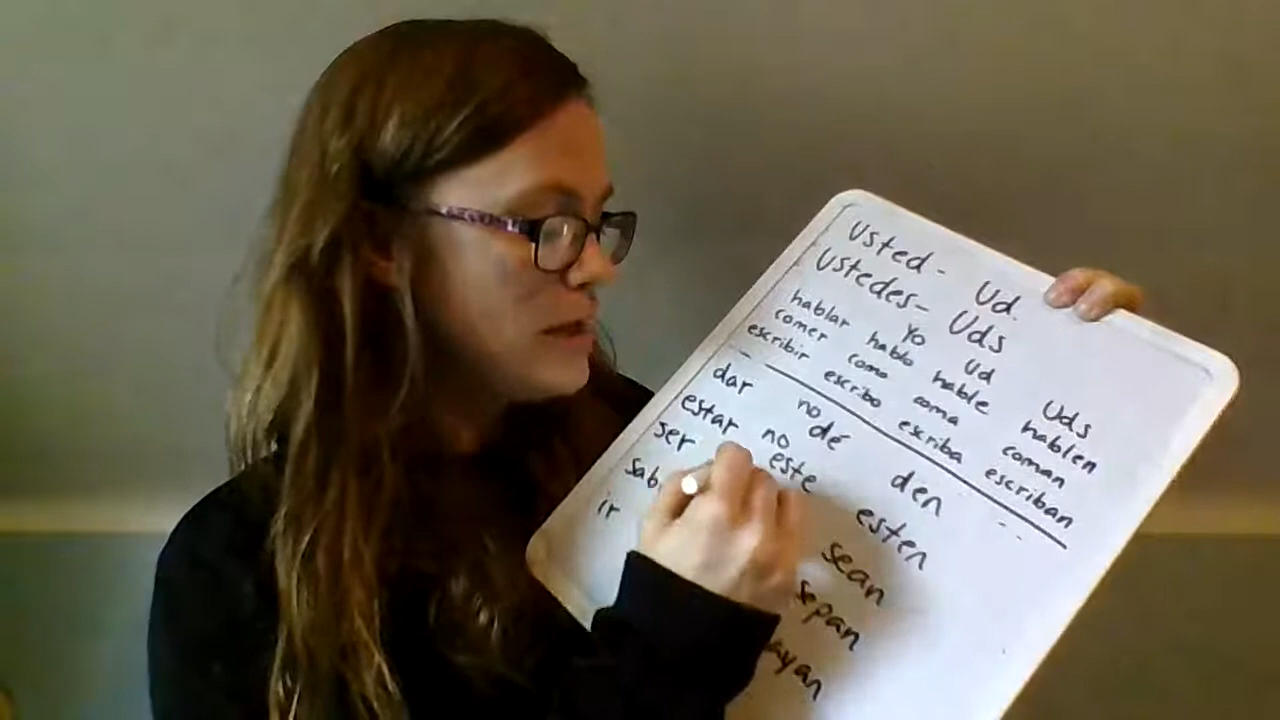 Usted- Ud.
Ustedes- Uds
yo Ud Uds
hablar hablo hable hablen
comer como coma coman
escribir escribo escriba escriban
dar no dé den
estar no este esten
ser sean
sepan
ir